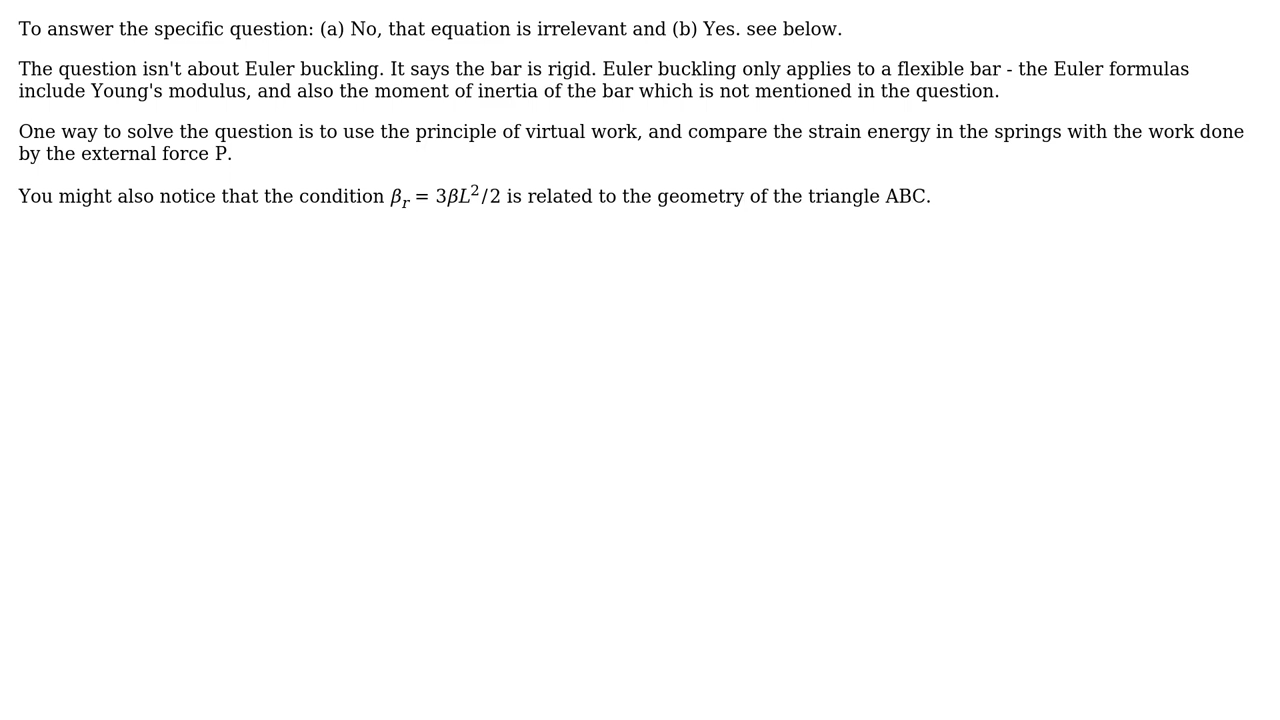 To answer the specific question: (a) No, that equation is irrelevant and (b) Yes. see below.
The question isn't about Euler buckling. It says the bar is rigid. Euler buckling only applies to a flexible bar - the Euler formulas
include Young's modulus, and also the moment of inertia of the bar which is not mentioned in the question.
One way to solve the question is to use the principle of virtual work, and compare the strain energy in the springs with the work done
by the external force P.
You might also notice that the condition $\beta_r = 3\beta L^2/2$ is related to the geometry of the triangle ABC.